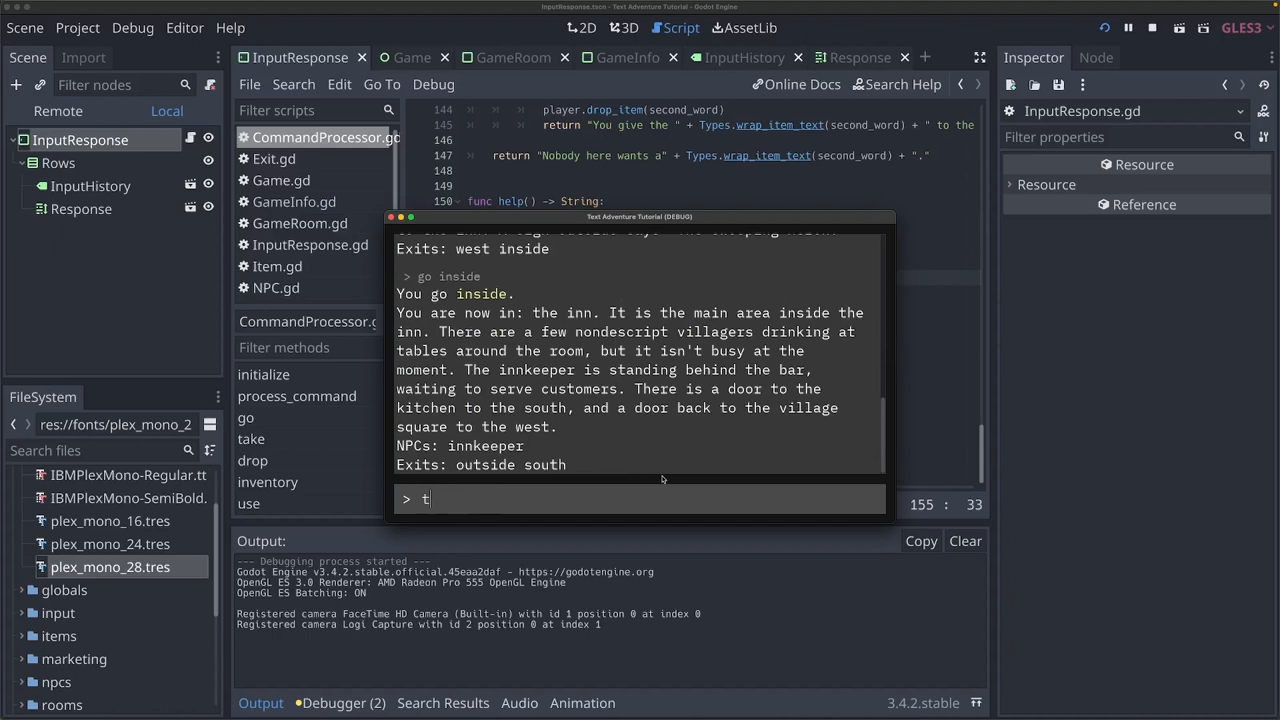 InputResponse.tscn - Text Adventure Tutorial - Godot Engine
Scene Project Debug Editor Help
2D 3D Script AssetLib
GLES3
Scene Import
InputResponse Game GameRoom GameInfo InputHistory Response
Inspector Node
Filter nodes
File Search Edit Go To Debug
Online Docs Search Help
Remote Local
Filter scripts
InputResponse.gd
InputResponse
Rows
InputHistory
Response
CommandProcessor.gd
Exit.gd
Game.gd
GameInfo.gd
GameRoom.gd
InputResponse.gd
Item.gd
NPC.gd
144 player.drop_item(second_word)
145 return "You give the " + Types.wrap_item_text(second_word) + " to the
146
147 return "Nobody here wants a" + Types.wrap_item_text(second_word) + "."
148
149
150 func help() -> String:
Filter properties
Resource
Resource
Reference
Text Adventure Tutorial (DEBUG)
Exits: west inside
> go inside
You go inside.
You are now in: the inn. It is the main area inside the
inn. There are a few nondescript villagers drinking at
tables around the room, but it isn't busy at the
moment. The innkeeper is standing behind the bar,
waiting to serve customers. There is a door to the
kitchen to the south, and a door back to the village
square to the west.
NPCs: innkeeper
Exits: outside south
> t
CommandProcessor.g
Filter methods
initialize
process_command
go
take
drop
inventory
use
155 : 33
FileSystem
res://fonts/plex_mono_2
Search files
IBMPlexMono-Regular.tt
IBMPlexMono-SemiBold.
plex_mono_16.tres
plex_mono_24.tres
plex_mono_28.tres
globals
input
items
marketing
npcs
rooms
Output:
Copy Clear
--- Debugging process started ---
Godot Engine v3.4.2.stable.official.45eaa2daf - https://godotengine.org
OpenGL ES 3.0 Renderer: AMD Radeon Pro 555 OpenGL Engine
OpenGL ES Batching: ON
Registered camera FaceTime HD Camera (Built-in) with id 1 position 0 at index 0
Registered camera Logi Capture with id 2 position 0 at index 1
Output Debugger (2) Search Results Audio Animation
3.4.2.stable